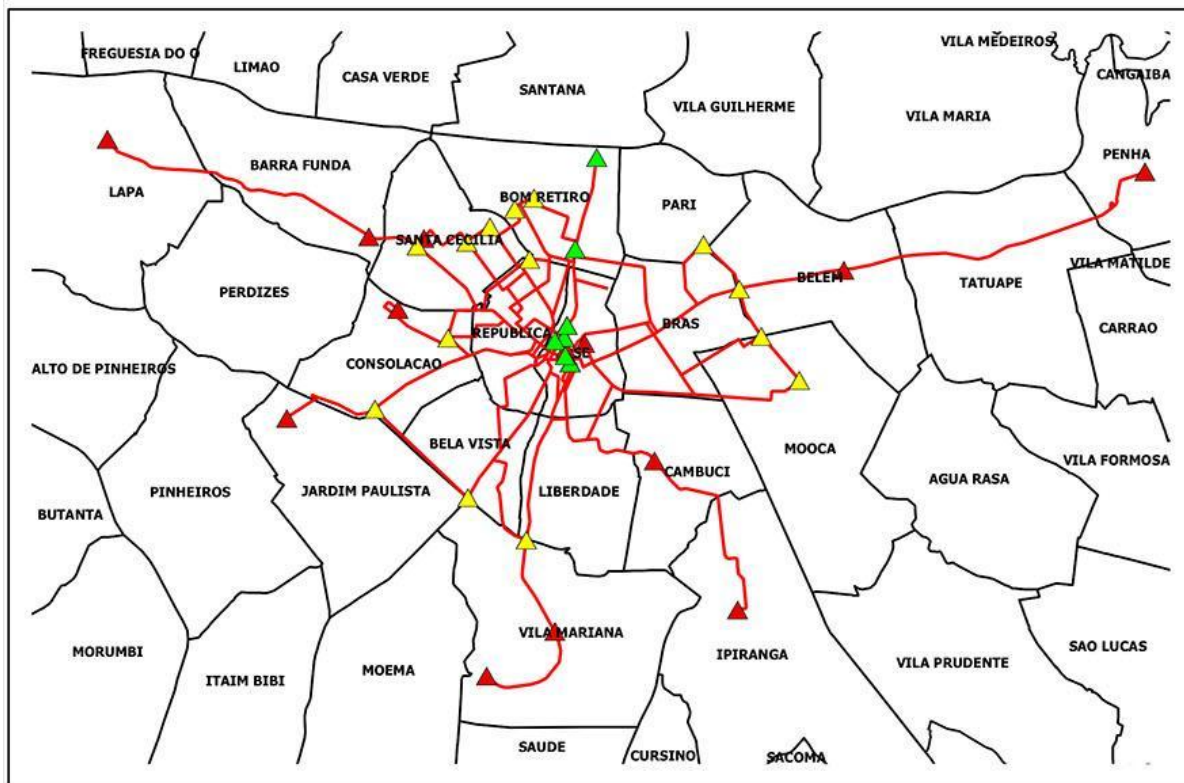 VILA MEDEIROS
FREGUESIA DO O
LIMAO
CASA VERDE
CANGAIBA
SANTANA
VILA GUILHERME
VILA MARIA
PENHA
BARRA FUNDA
LAPA
BOM RETIRO
PARI
SANTA CECILIA
VILA MATILDE
BELEM
TATUAPE
PERDIZES
BRAS
CARRAO
REPUBLICA
SE
CONSOLACAO
ALTO DE PINHEIROS
BELA VISTA
MOOCA
VILA FORMOSA
CAMBUCI
AGUA RASA
PINHEIROS
JARDIM PAULISTA
LIBERDADE
BUTANTA
VILA MARIANA
SAO LUCAS
MORUMBI
IPIRANGA
VILA PRUDENTE
MOEMA
ITAIM BIBI
SAUDE
CURSINO
SACOMA